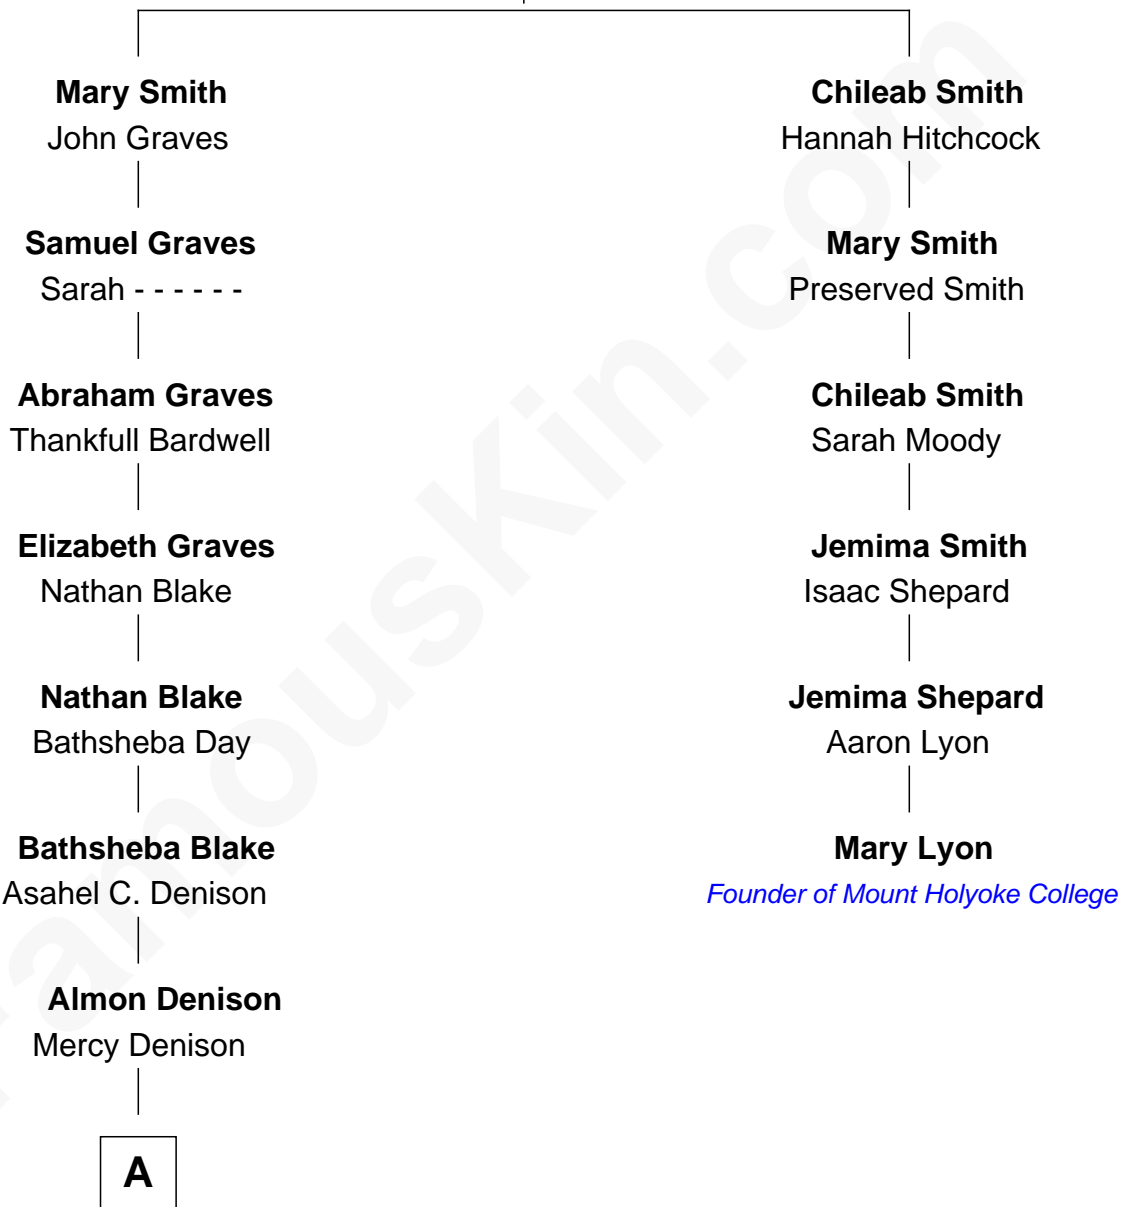 Mary Smith
John Graves
Chileab Smith
Hannah Hitchcock
Samuel Graves
Sarah - - - - - -
Mary Smith
Preserved Smith
Abraham Graves
Thankfull Bardwell
Chileab Smith
Sarah Moody
Elizabeth Graves
Nathan Blake
Jemima Smith
Isaac Shepard
Nathan Blake
Bathsheba Day
Jemima Shepard
Aaron Lyon
Bathsheba Blake
Asahel C. Denison
Mary Lyon
Founder of Mount Holyoke College
Almon Denison
Mercy Denison
A
FamousKin.com